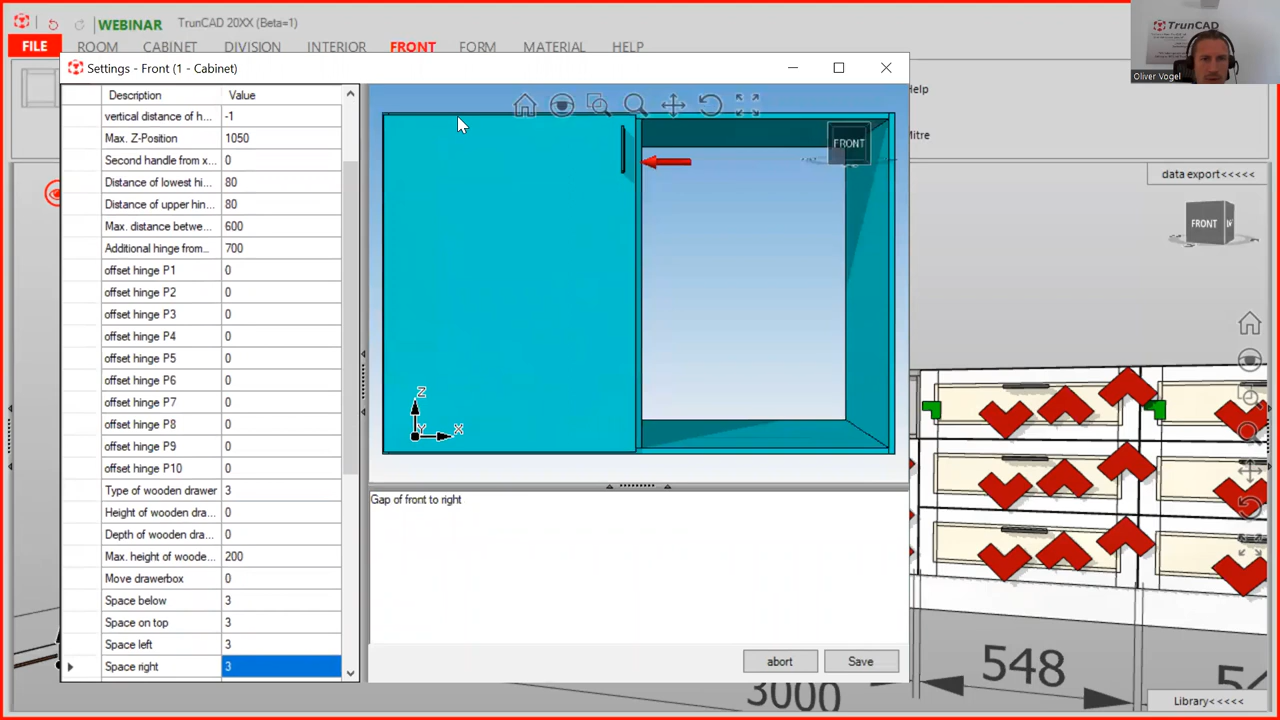 WEBINAR
TrunCAD 20XX (Beta=1)
TrunCAD
Oliver Vogel
FILE ROOM CABINET DIVISION INTERIOR FRONT FORM MATERIAL HELP
Settings - Front (1 - Cabinet)
Description Value
vertical distance of h... -1
Max. Z-Position 1050
Second handle from x... 0
Distance of lowest hi... 80
Distance of upper hin... 80
Max. distance betwe... 600
Additional hinge from... 700
offset hinge P1 0
offset hinge P2 0
offset hinge P3 0
offset hinge P4 0
offset hinge P5 0
offset hinge P6 0
offset hinge P7 0
offset hinge P8 0
offset hinge P9 0
offset hinge P10 0
Type of wooden drawer 3
Height of wooden dra... 0
Depth of wooden dra... 0
Max. height of woode... 200
Move drawerbox 0
Space below 3
Space on top 3
Space left 3
Space right 3
FRONT
Z
Y
X
Gap of front to right
abort
Save
Help
Mitre
data export<<<<<
FRONT
548
3000
Library<<<<<